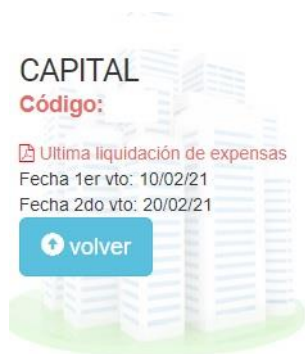 CAPITAL
Código:
Ultima liquidación de expensas
Fecha 1er vto: 10/02/21
Fecha 2do vto: 20/02/21
volver